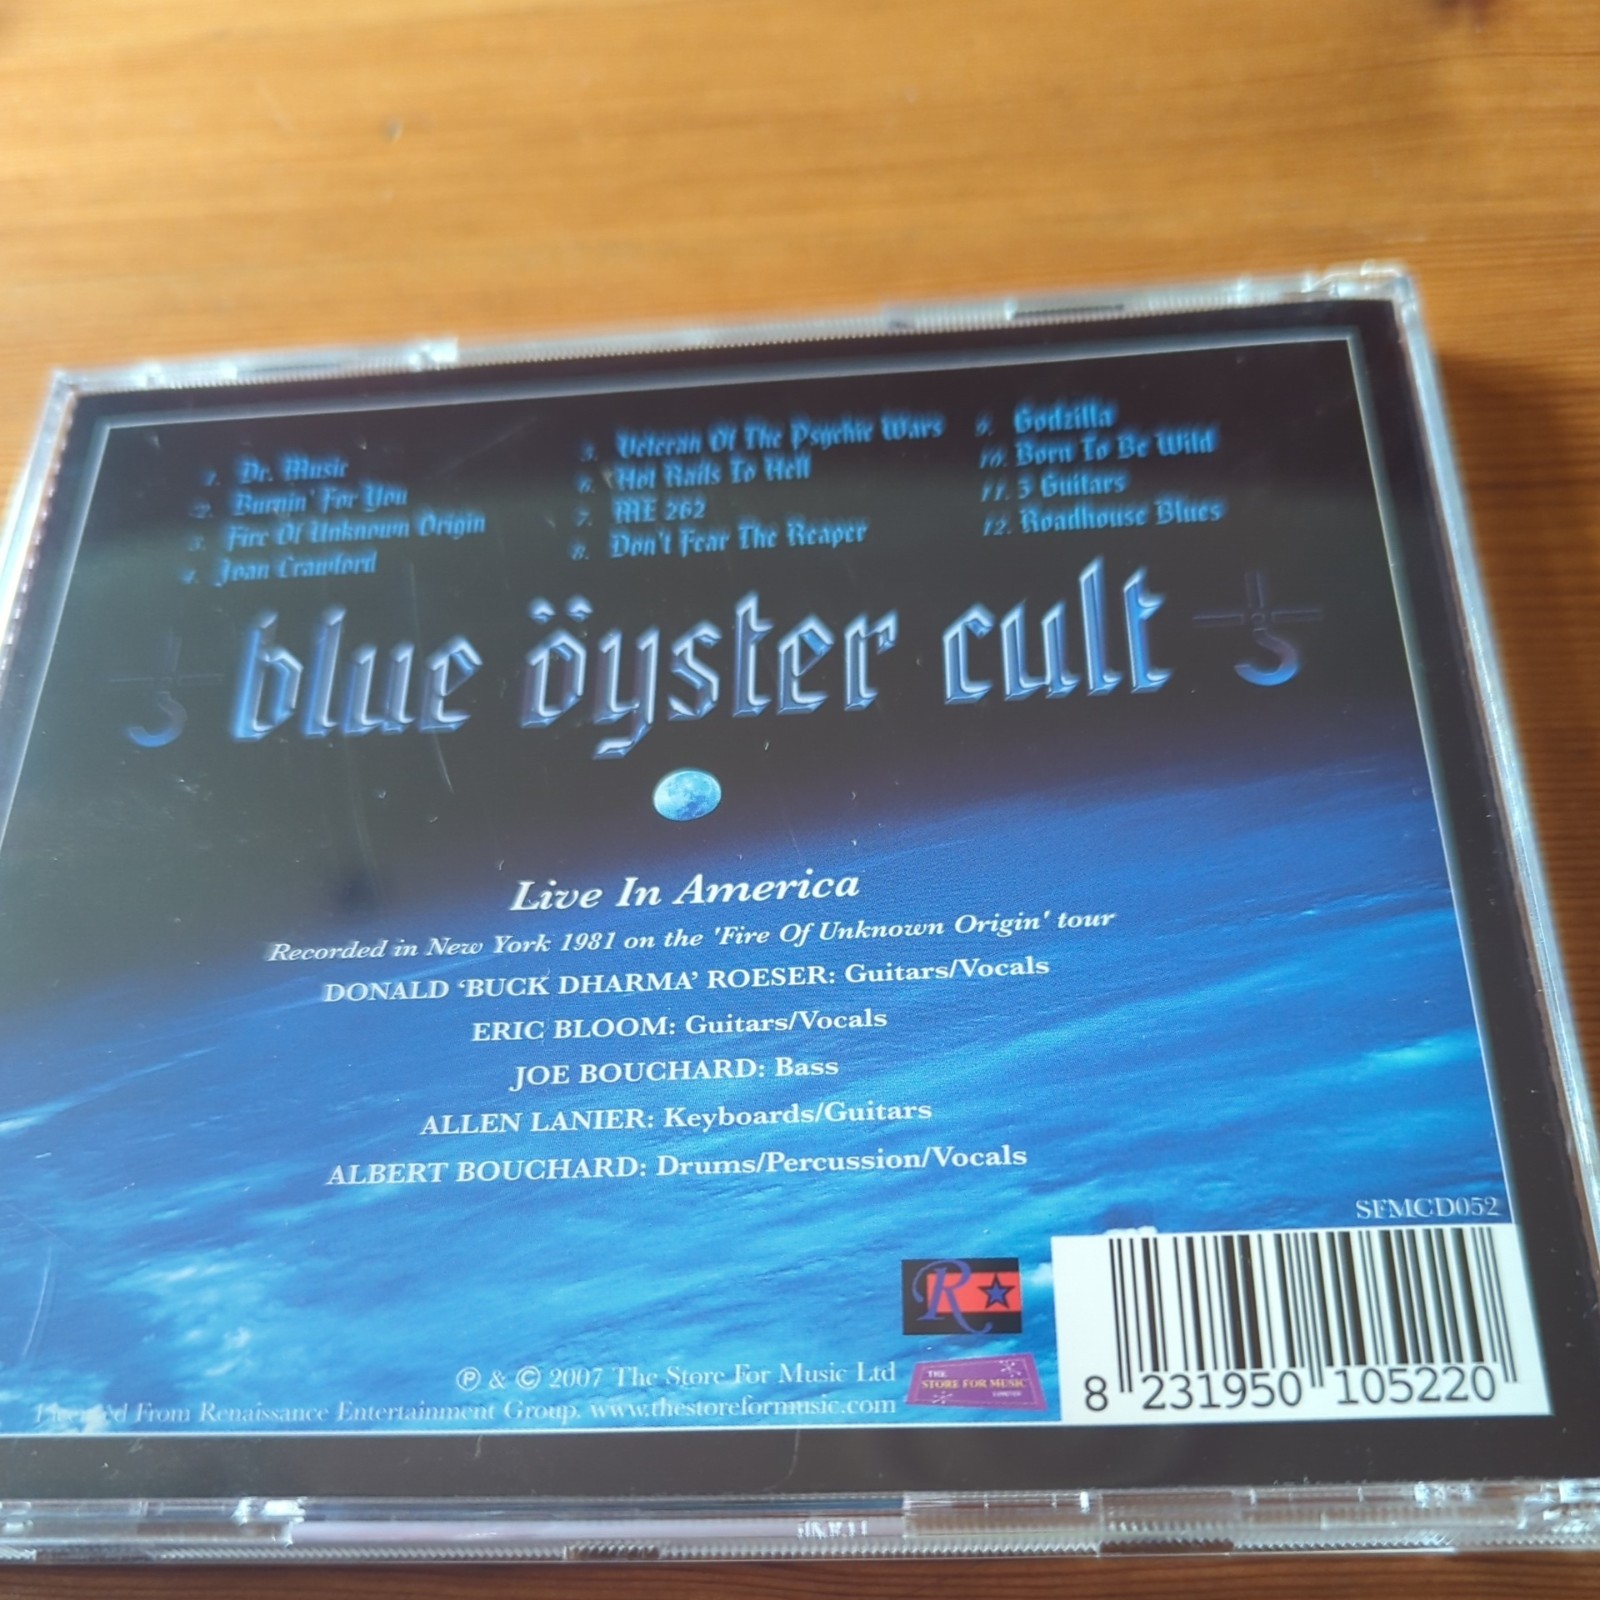 1. Dr. Music
2. Burnin' For You
3. Fire Of Unknown Origin
4. Joan Crawford
5. Veteran Of The Psychic Wars
6. Hot Rails To Hell
7. ME 262
8. Don't Fear The Reaper
9. Godzilla
10. Born To Be Wild
11. 5 Guitars
12. Roadhouse Blues
blue öyster cult
Live In America
Recorded in New York 1981 on the 'Fire Of Unknown Origin' tour
DONALD ‘BUCK DHARMA’ ROESER: Guitars/Vocals
ERIC BLOOM: Guitars/Vocals
JOE BOUCHARD: Bass
ALLEN LANIER: Keyboards/Guitars
ALBERT BOUCHARD: Drums/Percussion/Vocals
SFMCD052
R
THE
STORE FOR MUSIC
LIMITED
℗ & © 2007 The Store For Music Ltd
Licensed From Renaissance Entertainment Group. www.thestoreformusic.com
8 231950 105220